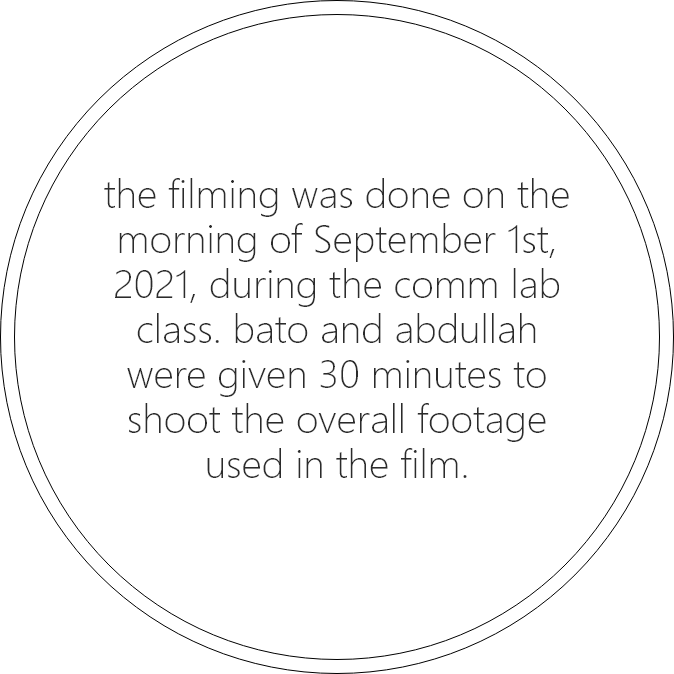 the filming was done on the
morning of September 1st,
2021, during the comm lab
class. bato and abdullah
were given 30 minutes to
shoot the overall footage
used in the film.